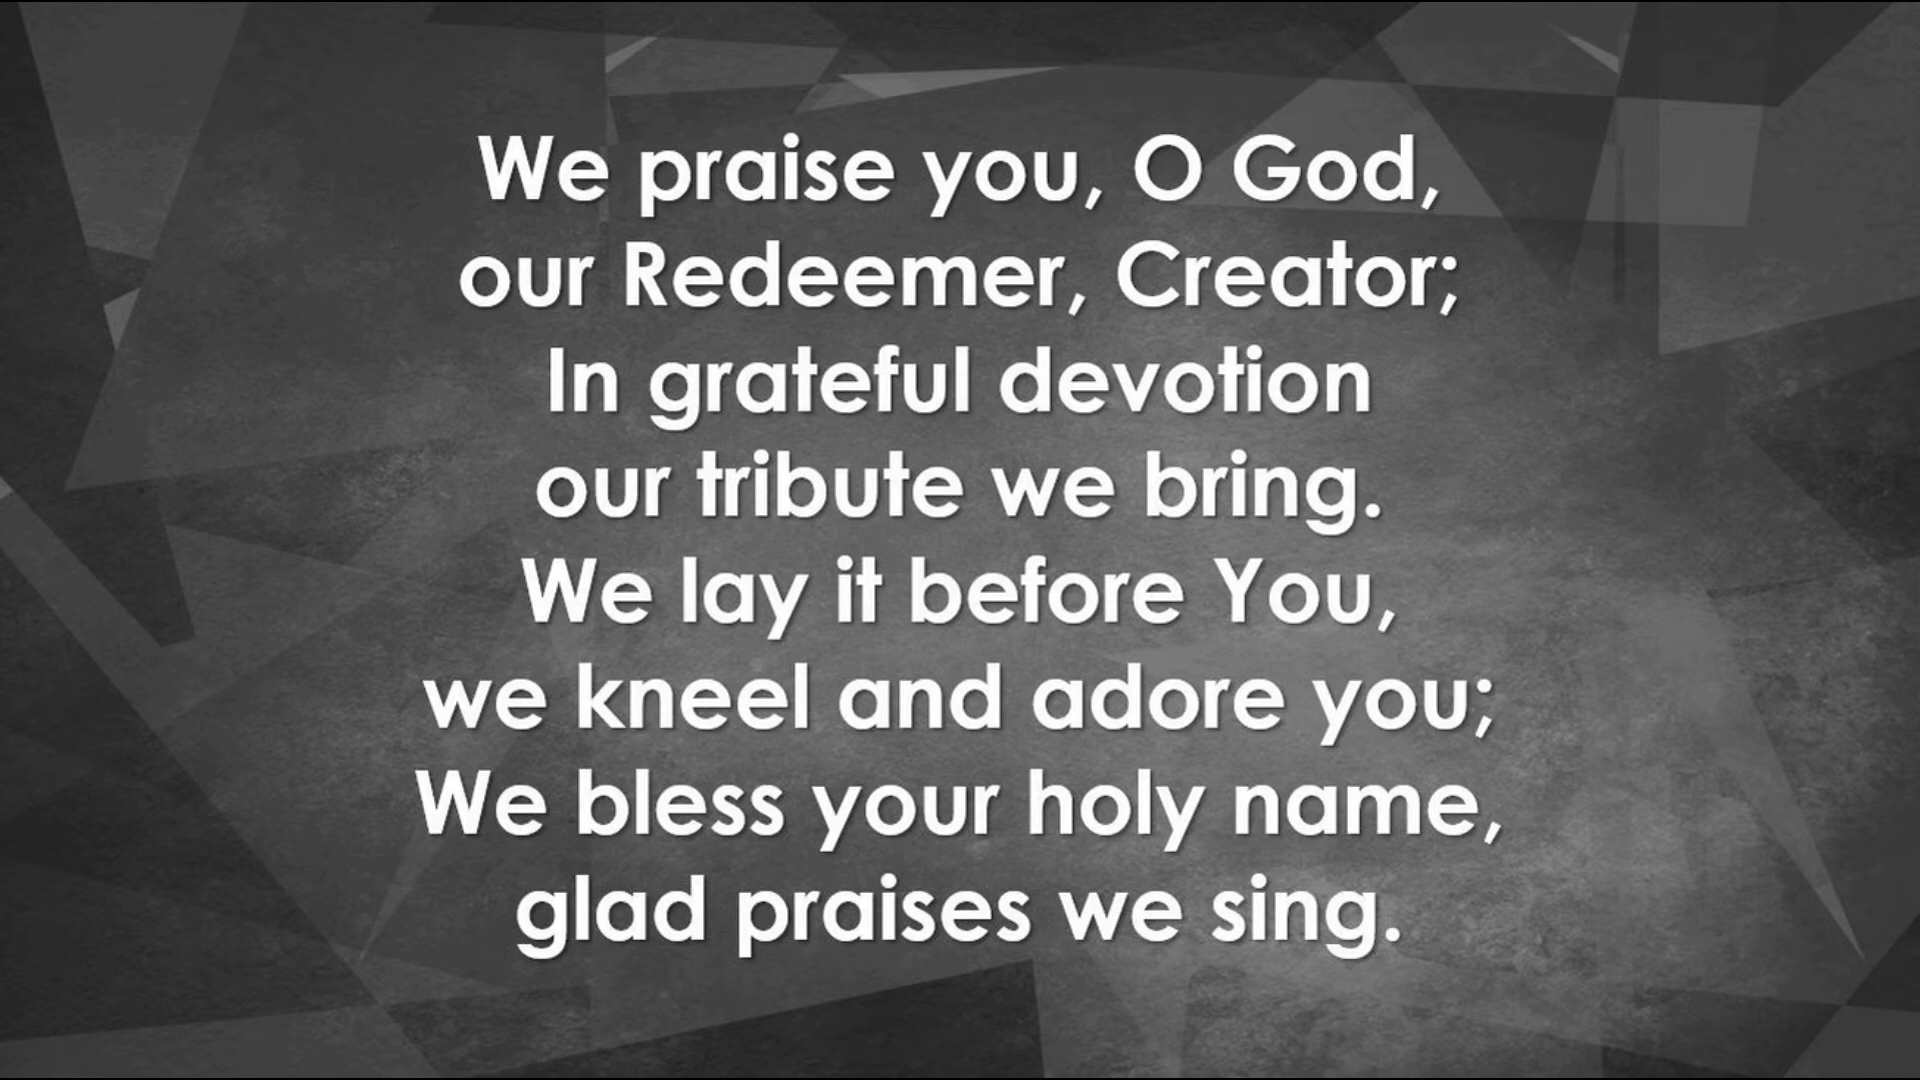 We praise you, O God,
our Redeemer, Creator;
In grateful devotion
our tribute we bring.
We lay it before You,
we kneel and adore you;
We bless your holy name,
glad praises we sing.